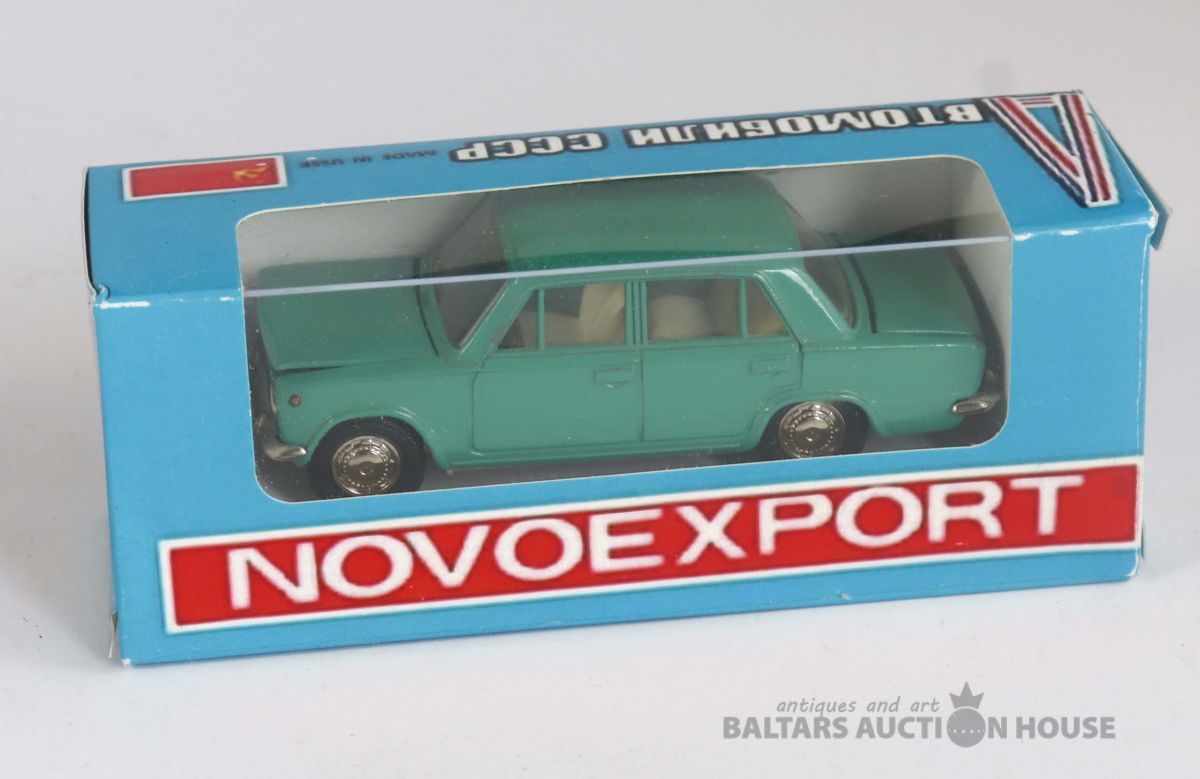 АВТОМОБИЛИ СССР
MADE IN USSR
NOVOEXPORT
antiques and art
BALTARS AUCTION HOUSE